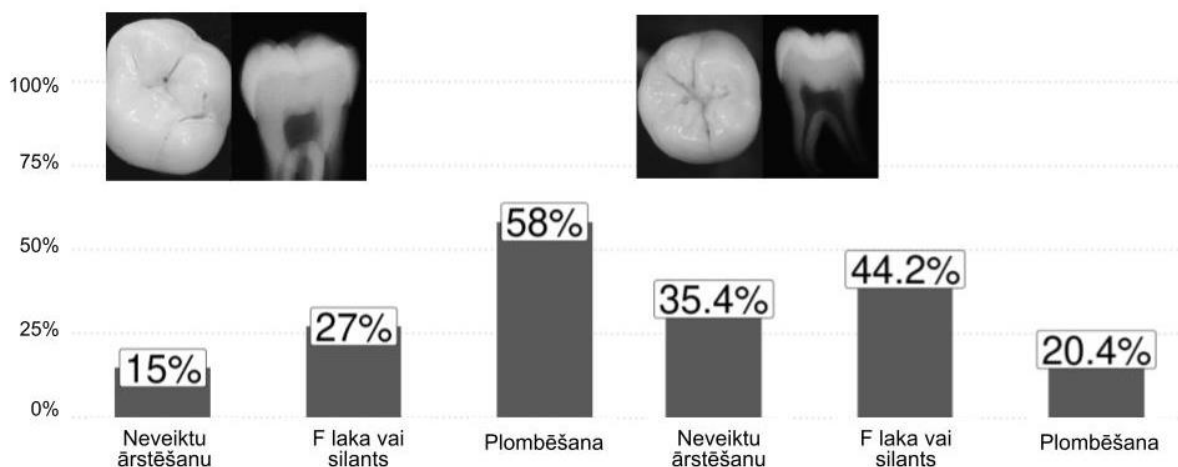 100%
75%
50%
25%
0%
15%
27%
58%
35.4%
44.2%
20.4%
Neveiktu
ārstēšanu
F laka vai
silants
Plombēšana
Neveiktu
ārstēšanu
F laka vai
silants
Plombēšana